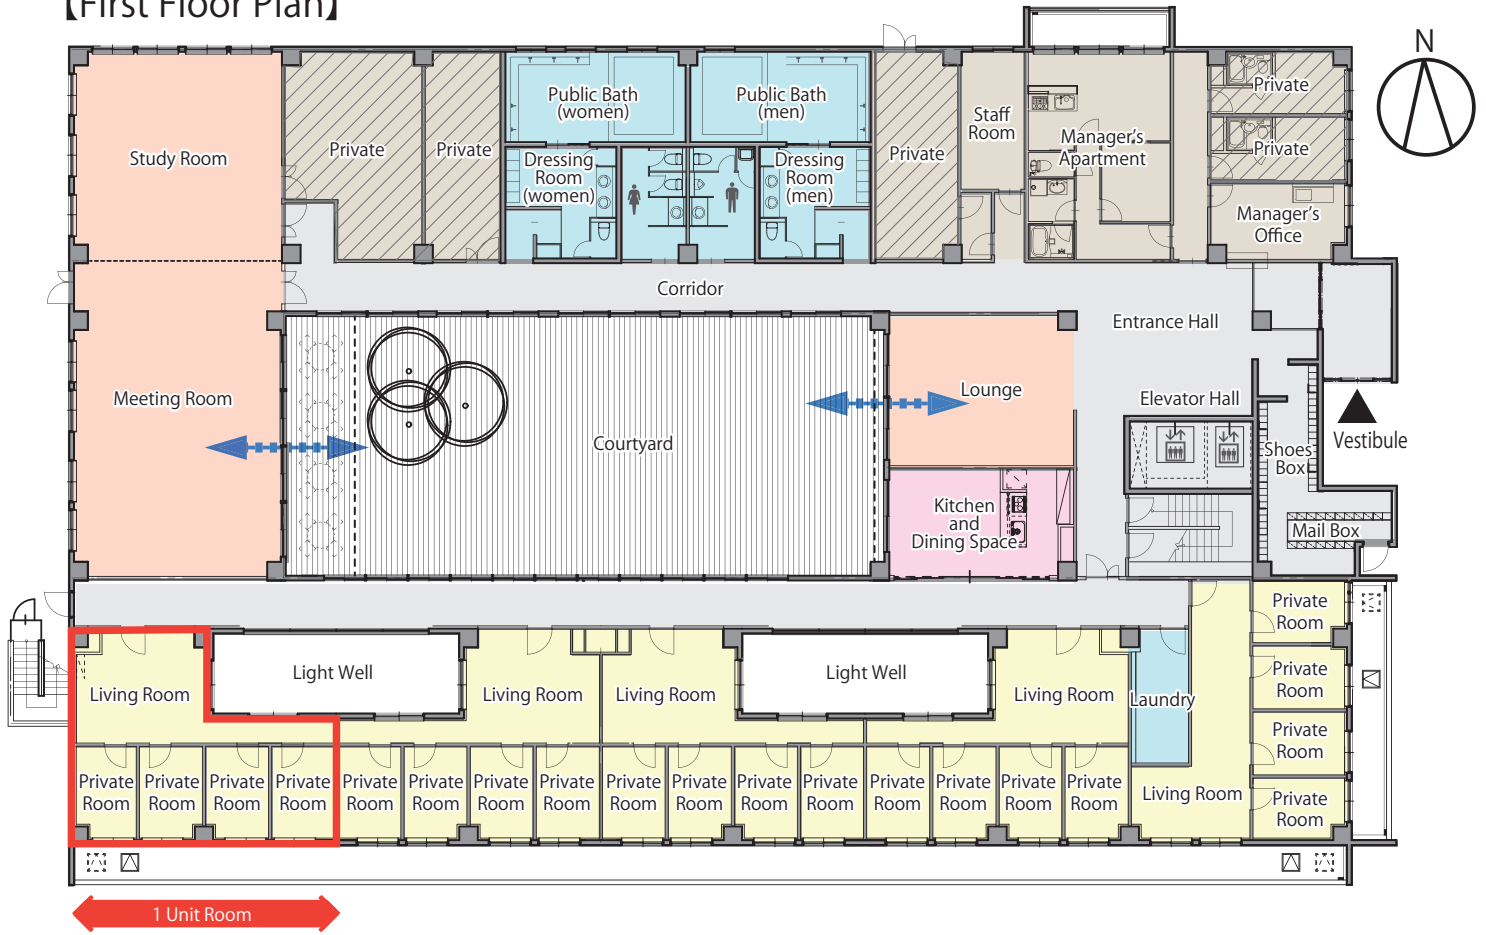 【First Floor Plan】
N
Study Room
Private
Private
Public Bath
(women)
Public Bath
(men)
Dressing
Room
(women)
Dressing
Room
(men)
Private
Staff
Room
Manager's
Apartment
Private
Private
Manager's
Office
Corridor
Entrance Hall
Meeting Room
Courtyard
Lounge
Elevator Hall
Vestibule
Shoes
Box
Kitchen
and
Dining Space
Mail Box
Living Room
Light Well
Living Room
Living Room
Light Well
Living Room
Laundry
Living Room
Private
Room
Private
Room
Private
Room
Private
Room
Private
Room
Private
Room
Private
Room
Private
Room
Private
Room
Private
Room
Private
Room
Private
Room
Private
Room
Private
Room
Private
Room
Private
Room
Private
Room
Private
Room
Private
Room
Private
Room
1 Unit Room